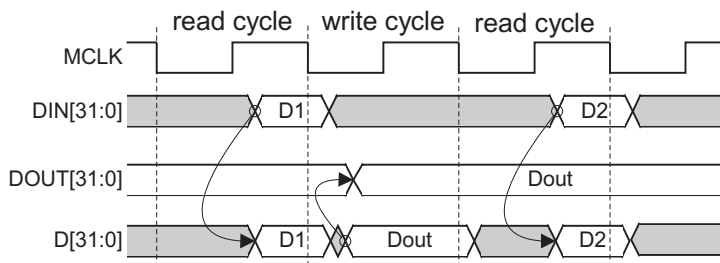 read cycle write cycle read cycle
MCLK
DIN[31:0] D1 D2
DOUT[31:0] Dout
D[31:0] D1 Dout D2